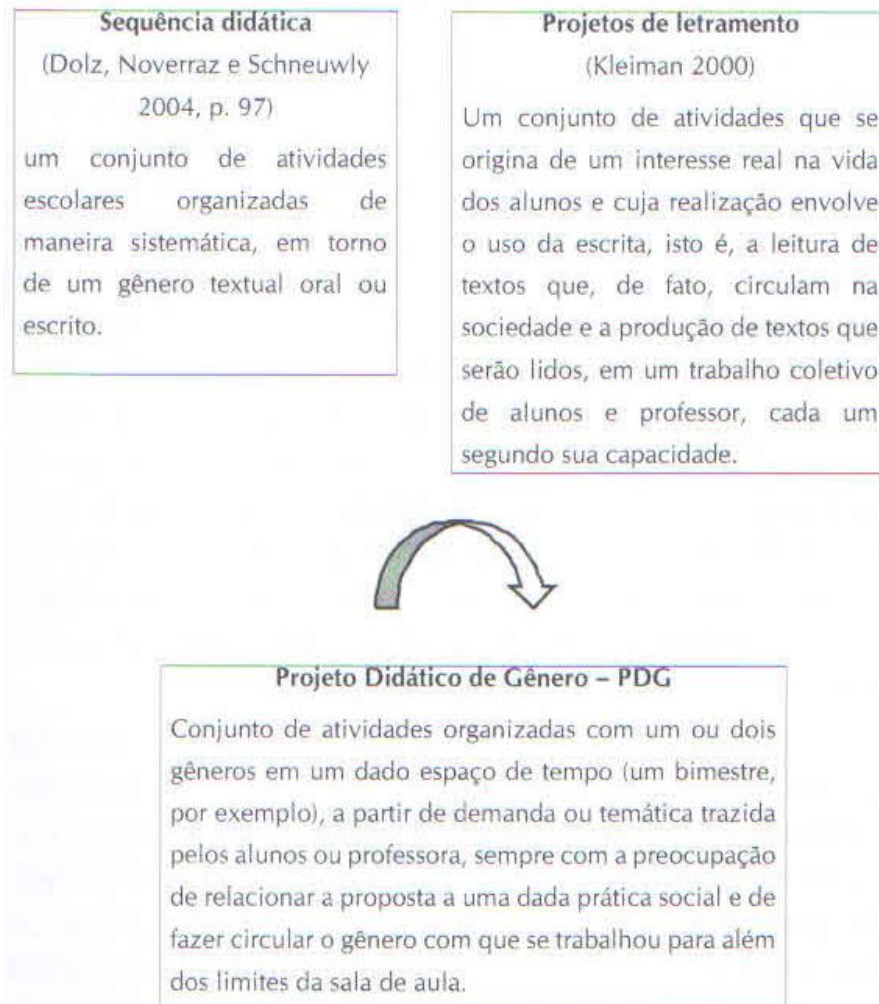 Sequência didática
(Dolz, Noverraz e Schneuwly
2004, p. 97)
um conjunto de atividades
escolares organizadas de
maneira sistemática, em torno
de um gênero textual oral ou
escrito.
Projetos de letramento
(Kleiman 2000)
Um conjunto de atividades que se
origina de um interesse real na vida
dos alunos e cuja realização envolve
o uso da escrita, isto é, a leitura de
textos que, de fato, circulam na
sociedade e a produção de textos que
serão lidos, em um trabalho coletivo
de alunos e professor, cada um
segundo sua capacidade.
Projeto Didático de Gênero – PDG
Conjunto de atividades organizadas com um ou dois
gêneros em um dado espaço de tempo (um bimestre,
por exemplo), a partir de demanda ou temática trazida
pelos alunos ou professora, sempre com a preocupação
de relacionar a proposta a uma dada prática social e de
fazer circular o gênero com que se trabalhou para além
dos limites da sala de aula.